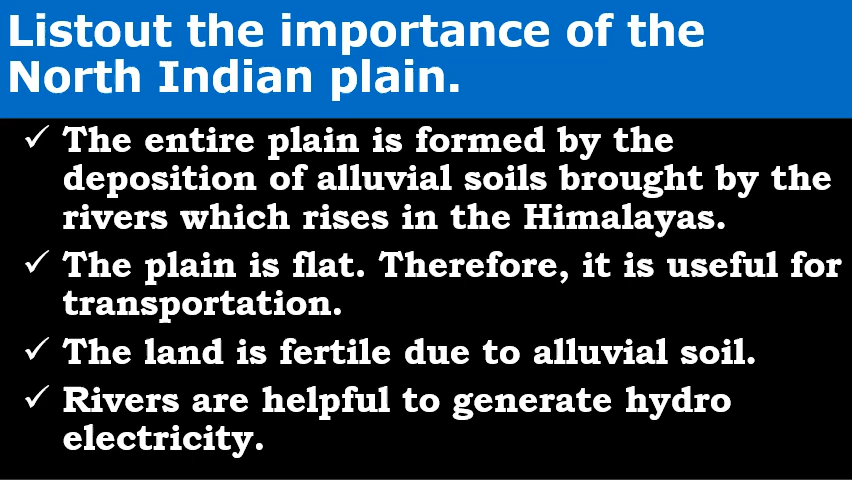 Listout the importance of the
North Indian plain.
✓ The entire plain is formed by the
deposition of alluvial soils brought by the
rivers which rises in the Himalayas.
✓ The plain is flat. Therefore, it is useful for
transportation.
✓ The land is fertile due to alluvial soil.
✓ Rivers are helpful to generate hydro
electricity.